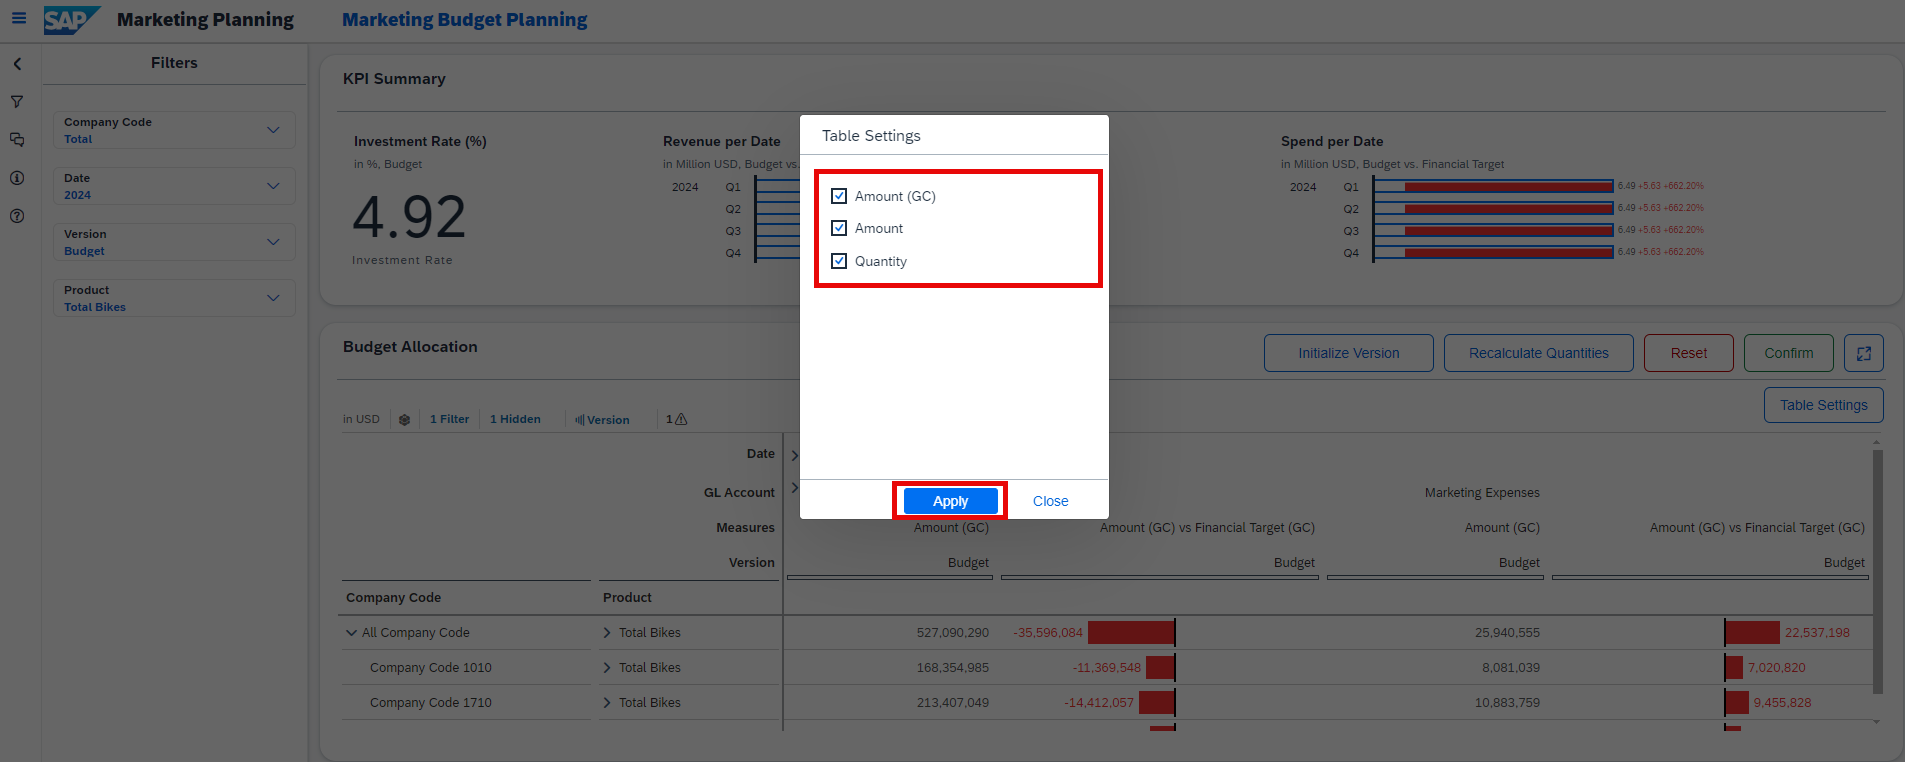 SAP Marketing Planning Marketing Budget Planning
Filters
Company Code
Total
Date
2024
Version
Budget
Product
Total Bikes
KPI Summary
Investment Rate (%)
in %, Budget
4.92
Investment Rate
Revenue per Date
in Million USD, Budget vs.
2024 Q1
Q2
Q3
Q4
Spend per Date
in Million USD, Budget vs. Financial Target
2024 Q1 6.49 +5.63 +662.20%
Q2 6.49 +5.63 +662.20%
Q3 6.49 +5.63 +662.20%
Q4 6.49 +5.63 +662.20%
Table Settings
Amount (GC)
Amount
Quantity
Apply Close
Budget Allocation
Initialize Version Recalculate Quantities Reset Confirm
Table Settings
in USD 1 Filter 1 Hidden Version 1
Date
GL Account Marketing Expenses
Measures Amount (GC) Amount (GC) vs Financial Target (GC) Amount (GC) Amount (GC) vs Financial Target (GC)
Version Budget Budget Budget Budget
Company Code Product
All Company Code Total Bikes 527,090,290 -35,596,084 25,940,555 22,537,198
Company Code 1010 Total Bikes 168,354,985 -11,369,548 8,081,039 7,020,820
Company Code 1710 Total Bikes 213,407,049 -14,412,057 10,883,759 9,455,828